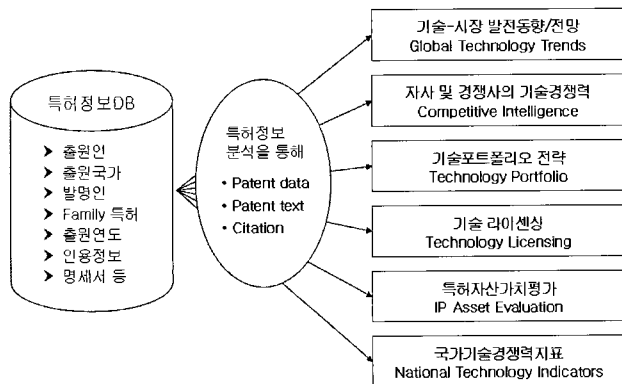 특허정보DB
➤ 출원인
➤ 출원국가
➤ 발명인
➤ Family 특허
➤ 출원연도
➤ 인용정보
➤ 명세서 등
특허정보
분석을 통해
• Patent data
• Patent text
• Citation
기술-시장 발전동향/전망
Global Technology Trends
자사 및 경쟁사의 기술경쟁력
Competitive Intelligence
기술포트폴리오 전략
Technology Portfolio
기술 라이센싱
Technology Licensing
특허자산가치평가
IP Asset Evaluation
국가기술경쟁력지표
National Technology Indicators